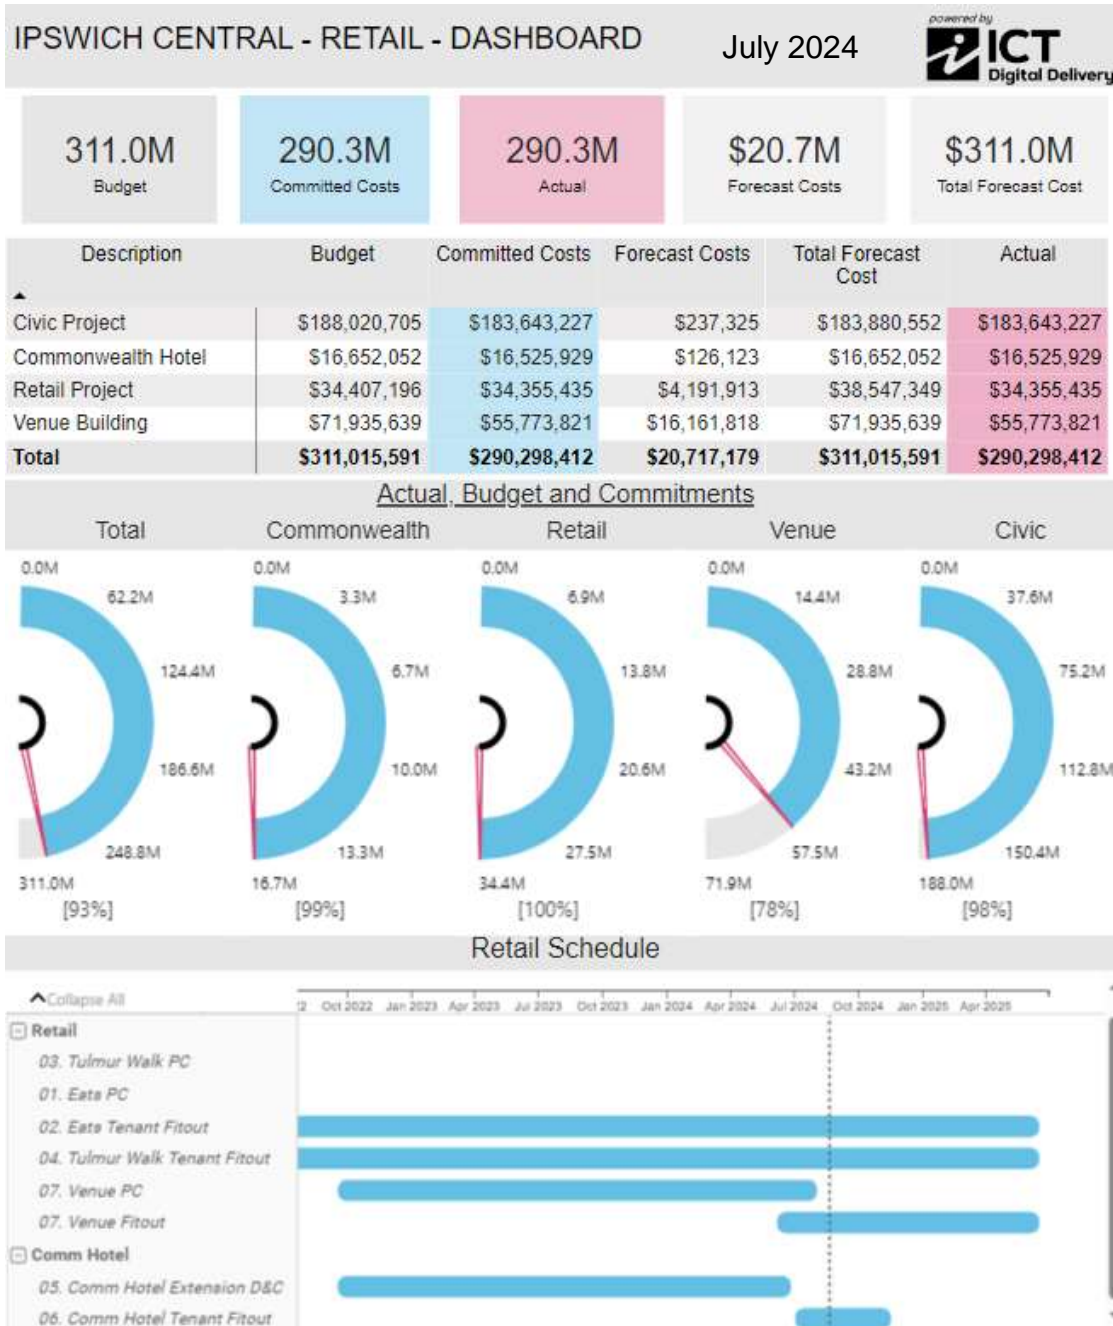 IPSWICH CENTRAL - RETAIL - DASHBOARD
July 2024
powered by
ICT
Digital Delivery
311.0M
Budget
290.3M
Committed Costs
290.3M
Actual
$20.7M
Forecast Costs
$311.0M
Total Forecast Cost
Description Budget Committed Costs Forecast Costs Total Forecast Cost Actual
Civic Project $188,020,705 $183,643,227 $237,325 $183,880,552 $183,643,227
Commonwealth Hotel $16,652,052 $16,525,929 $126,123 $16,652,052 $16,525,929
Retail Project $34,407,196 $34,355,435 $4,191,913 $38,547,349 $34,355,435
Venue Building $71,935,639 $55,773,821 $16,161,818 $71,935,639 $55,773,821
Total $311,015,591 $290,298,412 $20,717,179 $311,015,591 $290,298,412
Actual, Budget and Commitments
Total Commonwealth Retail Venue Civic
0.0M 0.0M 0.0M 0.0M 0.0M
62.2M 3.3M 6.9M 14.4M 37.6M
124.4M 6.7M 13.8M 28.8M 75.2M
186.6M 10.0M 20.6M 43.2M 112.8M
248.8M 13.3M 27.5M 57.5M 150.4M
311.0M 16.7M 34.4M 71.9M 188.0M
[93%] [99%] [100%] [78%] [98%]
Retail Schedule
Collapse All
2 Oct 2022 Jan 2023 Apr 2023 Jul 2023 Oct 2023 Jan 2024 Apr 2024 Jul 2024 Oct 2024 Jan 2025 Apr 2025
Retail
03. Tulmur Walk PC
01. Eats PC
02. Eats Tenant Fitout
04. Tulmur Walk Tenant Fitout
07. Venue PC
07. Venue Fitout
Comm Hotel
05. Comm Hotel Extension D&C
06. Comm Hotel Tenant Fitout